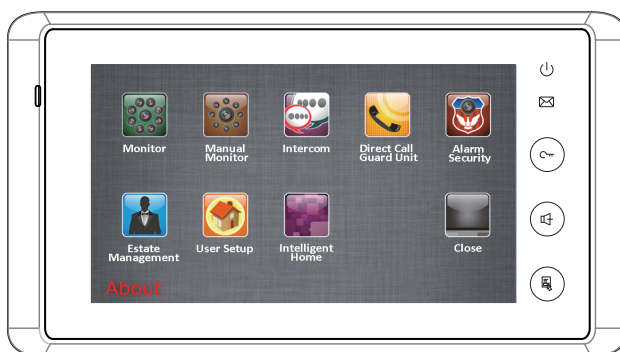 Monitor
Manual
Monitor
Intercom
Direct Call
Guard Unit
Alarm
Security
Estate
Management
User Setup
Intelligent
Home
Close
About